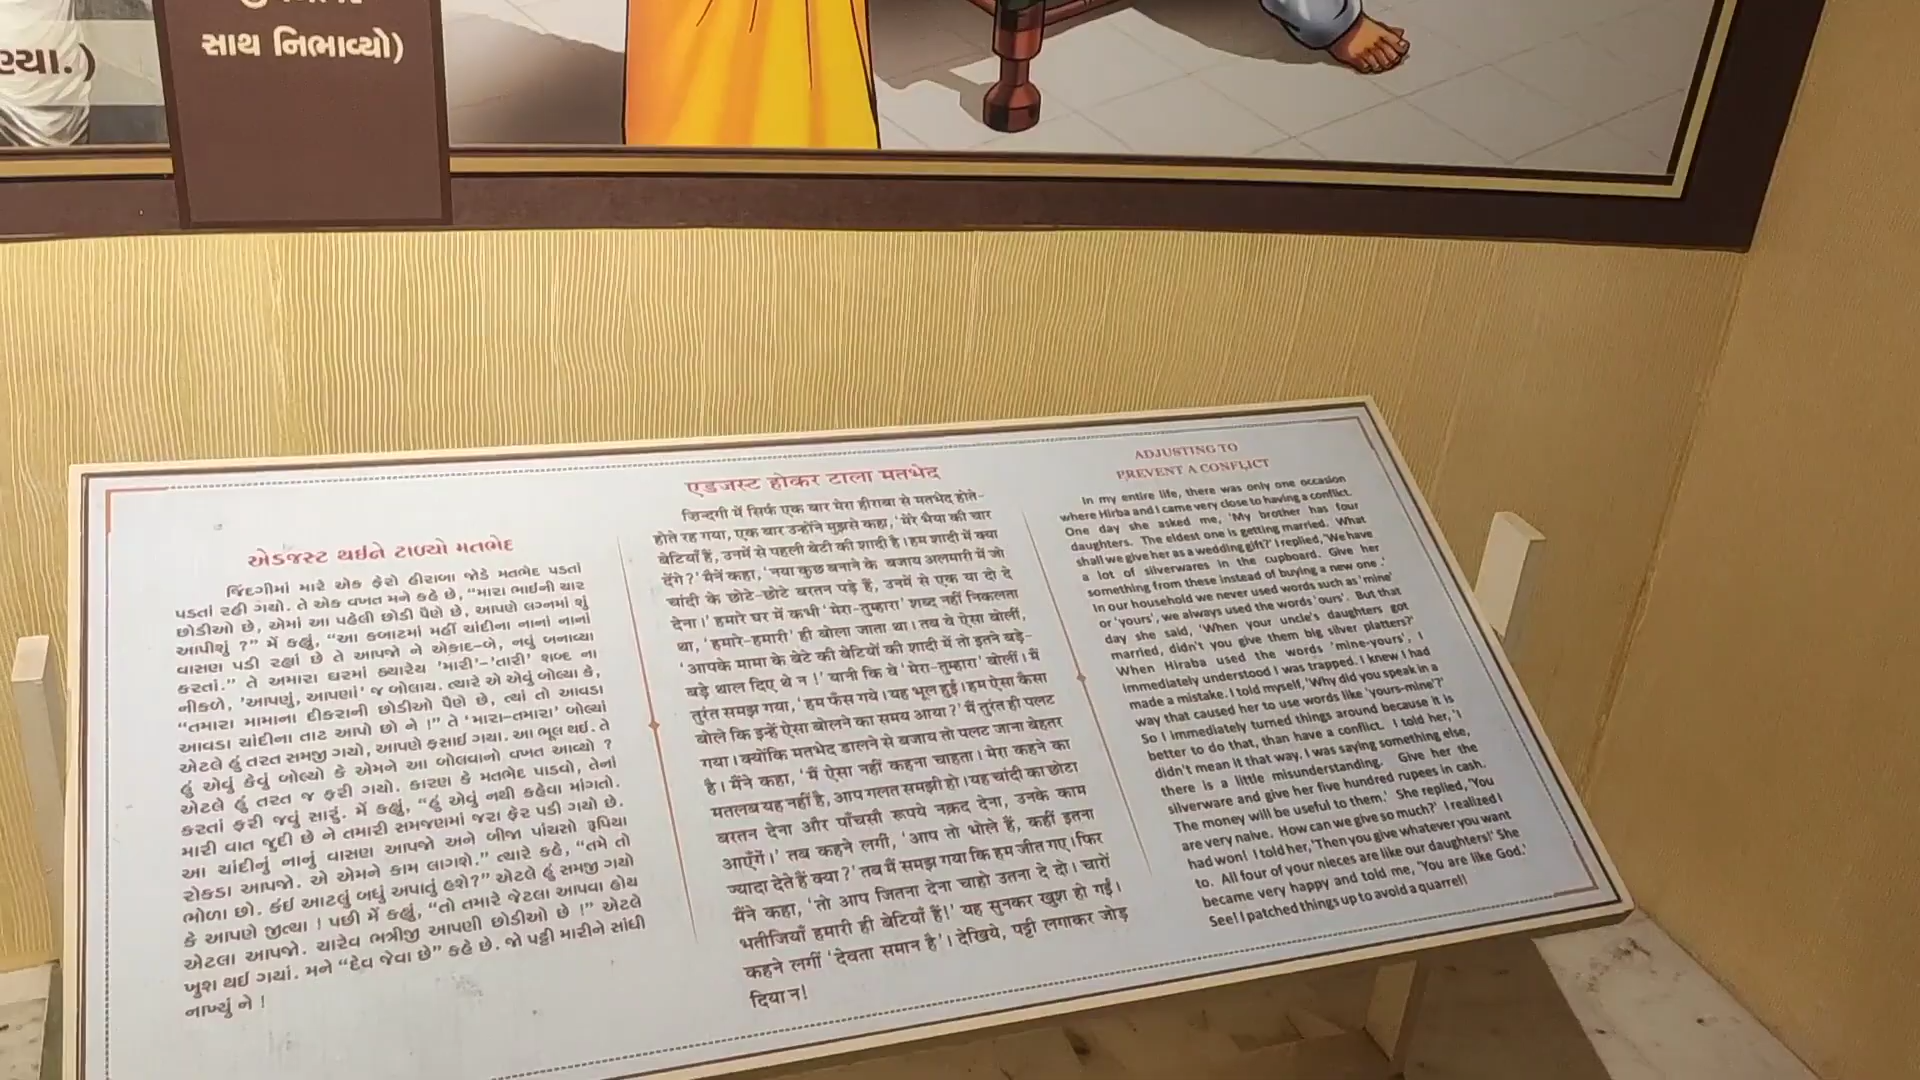 ણ્યા.)
સાથ નિભાવ્યો)
એડજસ્ટ થઈને ટાળ્યો મતભેદ
જિંદગીમાં મારે એક ફેરો હીરાબા જોડે મતભેદ પડતાં
પડતાં રહી ગયો. તે એક વખત મને કહે છે, “મારા ભાઈની ચાર
છોડીઓ છે, એમાં આ પહેલી છોડી પૈણે છે, આપણે લગ્નમાં શું
આપીશું ?” મેં કહ્યું, “આ કબાટમાં મહીં ચાંદીના નાનાં નાનાં
વાસણ પડી રહ્યાં છે તે આપજો ને એકાદ-બે, નવું બનાવ્યા
કરતાં.” તે અમારા ઘરમાં ક્યારેય 'મારી'-'તારી' શબ્દ ના
નીકળે, 'આપણું, આપણાં' જ બોલાય. ત્યારે એ એવું બોલ્યા કે,
“તમારા મામાના દીકરાની છોડીઓ પૈણે છે, ત્યાં તો આવડા
આવડા ચાંદીના તાટ આપો છો ને !” તે 'મારા-તમારા' બોલ્યાં
એટલે હું તરત સમજી ગયો, આપણે ફસાઈ ગયા. આ ભૂલ થઈ. તે
હું એવું કેવું બોલ્યો કે એમને આ બોલવાનો વખત આવ્યો ?
એટલે હું તરત જ ફરી ગયો. કારણ કે મતભેદ પાડવો, તેનાં
કરતાં ફરી જવું સારું. મેં કહ્યું, “હું એવું નથી કહેવા માંગતો.
મારી વાત જુદી છે ને તમારી સમજણમાં જરા ફેર પડી ગયો છે.
આ ચાંદીનું નાનું વાસણ આપજો અને બીજા પાંચસો રૂપિયા
રોકડા આપજો. એ એમને કામ લાગશે.” ત્યારે કહે, “તમે તો
ભોળા છો. કંઈ આટલું બધું અપાતું હશે?” એટલે હું સમજી ગયો
કે આપણે જીત્યા ! પછી મેં કહ્યું, “તો તમારે જેટલા આપવા હોય
એટલા આપજો. ચારેવ ભત્રીજી આપણી છોડીઓ છે !” એટલે
ખુશ થઈ ગયાં. મને “દેવ જેવા છે” કહે છે. જો પટ્ટી મારીને સાંધી
નાખ્યું ને !
एडजस्ट होकर टाला मतभेद
ज़िन्दगी में सिर्फ एक बार मेरा हीराबा से मतभेद होते-
होते रह गया, एक बार उन्होंने मुझसे कहा, 'मेरे भैया की चार
बेटियाँ हैं, उनमें से पहली बेटी की शादी है। हम शादी में क्या
देंगे ?' मैनें कहा, 'नया कुछ बनाने के बजाय अलमारी में जो
चांदी के छोटे-छोटे बरतन पड़े हैं, उनमें से एक या दो दे
देना।' हमारे घर में कभी 'मेरा-तुम्हारा' शब्द नहीं निकलता
था, 'हमारे-हमारी' ही बोला जाता था। तब वे ऐसा बोलीं,
'आपके मामा के बेटे की बेटियों की शादी में तो इतने बड़े-
बड़े थाल दिए थे न !' यानी कि वे 'मेरा-तुम्हारा' बोलीं। मैं
तुरंत समझ गया, 'हम फँस गये। यह भूल हुई। हम ऐसा कैसा
बोले कि इन्हें ऐसा बोलने का समय आया ?' मैं तुरंत ही पलट
गया। क्योंकि मतभेद डालने से बजाय तो पलट जाना बेहतर
है। मैंने कहा, 'मैं ऐसा नहीं कहना चाहता। मेरा कहने का
मतलब यह नहीं है, आप गलत समझी हो। यह चांदी का छोटा
बरतन देना और पाँचसौ रूपये नक़द देना, उनके काम
आएँगें।' तब कहने लगीं, 'आप तो भोले हैं, कहीं इतना
ज्यादा देते हैं क्या ?' तब मैं समझ गया कि हम जीत गए। फिर
मैंने कहा, 'तो आप जितना देना चाहो उतना दे दो। चारों
भतीजियाँ हमारी ही बेटियाँ हैं!' यह सुनकर खुश हो गई।
कहने लगीं 'देवता समान है'। देखिये, पट्टी लगाकर जोड़
दिया न!
ADJUSTING TO
PREVENT A CONFLICT
In my entire life, there was only one occasion
where Hirba and I came very close to having a conflict.
One day she asked me, 'My brother has four
daughters. The eldest one is getting married. What
shall we give her as a wedding gift?' I replied, 'We have
a lot of silverwares in the cupboard. Give her
something from these instead of buying a new one .'
In our household we never used words such as 'mine'
or 'yours', we always used the words 'ours'. But that
day she said, 'When your uncle's daughters got
married, didn't you give them big silver platters?'
When Hiraba used the words 'mine-yours', I
immediately understood I was trapped. I knew I had
made a mistake. I told myself, 'Why did you speak in a
way that caused her to use words like 'yours-mine'?'
So I immediately turned things around because it is
better to do that, than have a conflict. I told her, 'I
didn't mean it that way, I was saying something else,
there is a little misunderstanding. Give her the
silverware and give her five hundred rupees in cash.
The money will be useful to them.' She replied, 'You
are very naive. How can we give so much?' I realized I
had won! I told her, 'Then you give whatever you want
to. All four of your nieces are like our daughters!' She
became very happy and told me, 'You are like God.'
See! I patched things up to avoid a quarrel!